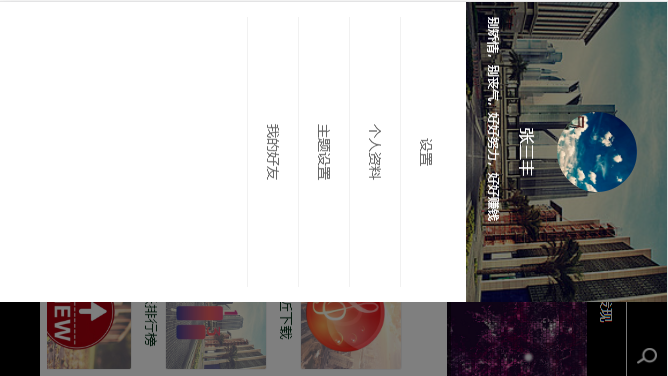 张三丰
别矫情，别丧气，好好努力，好好赚钱
设置
个人资料
主题设置
我的好友
发现
近下载
排行榜
EW